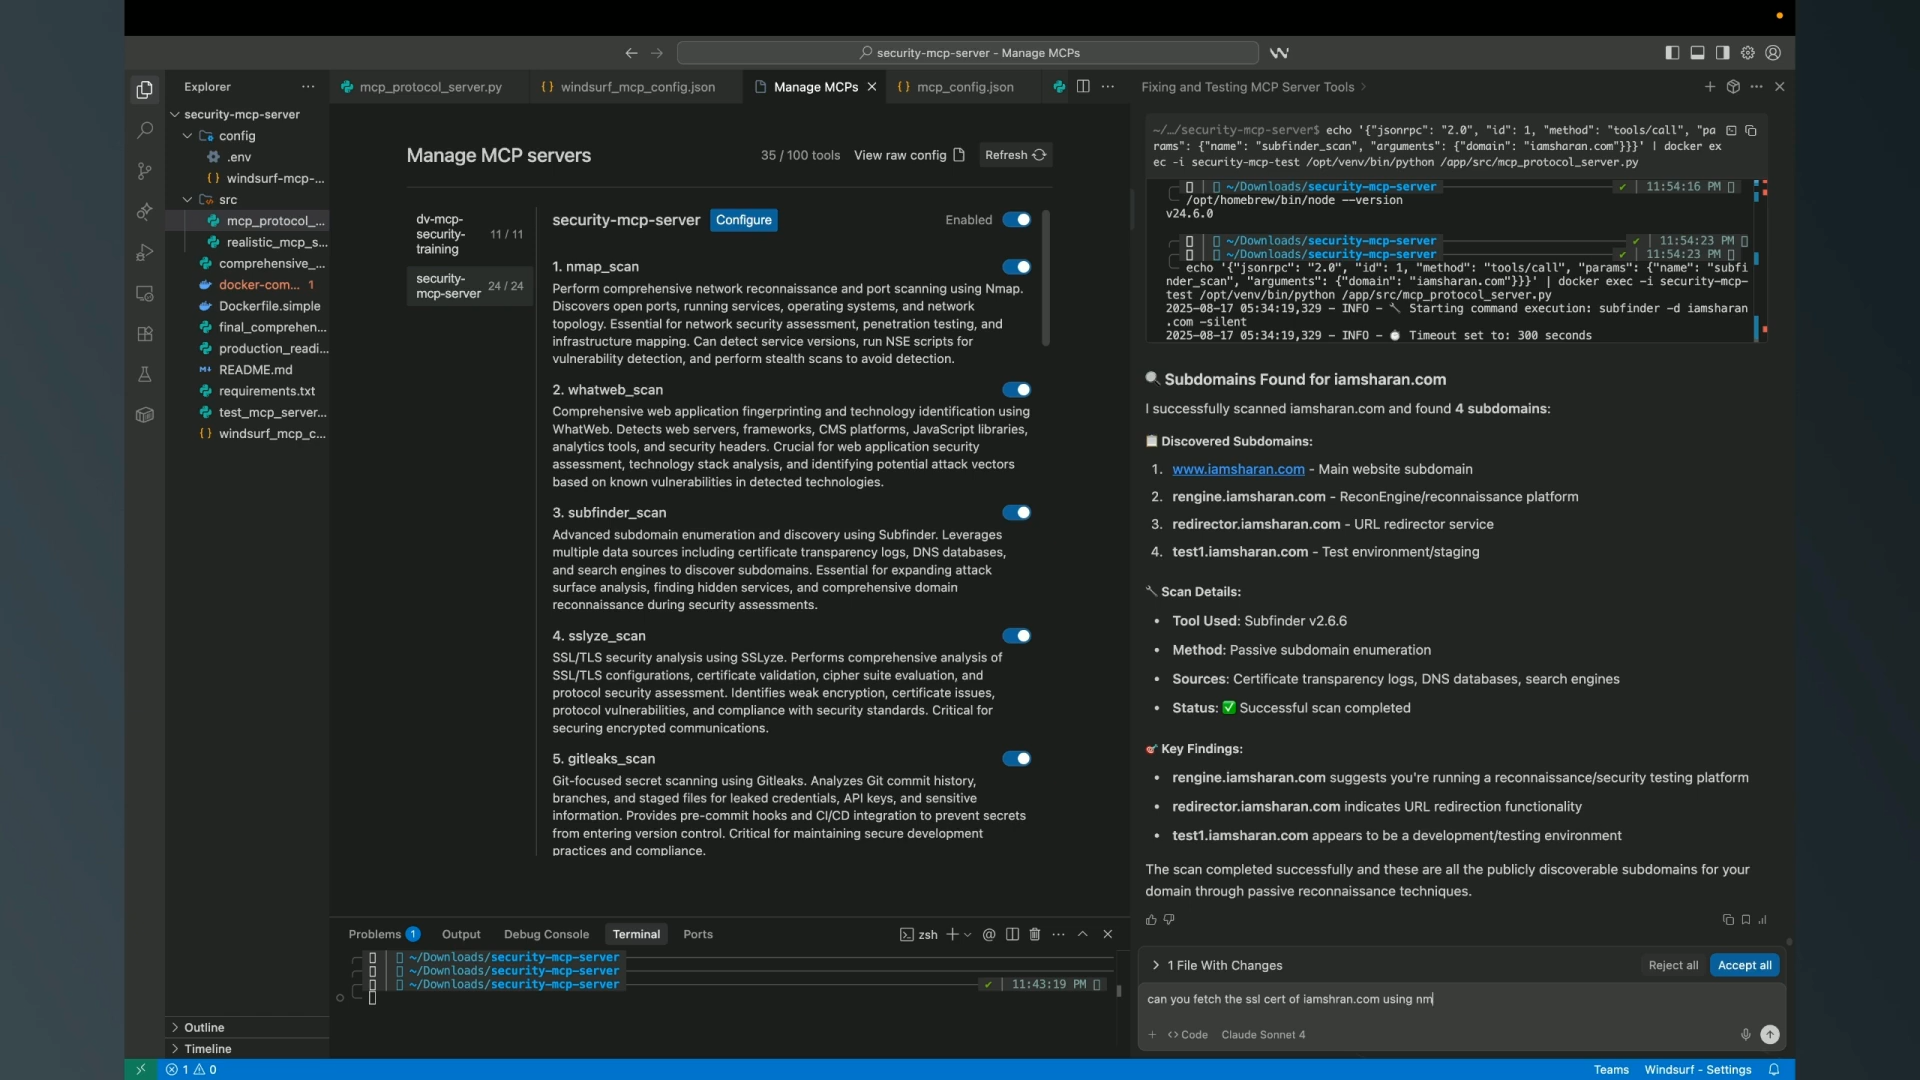 security-mcp-server - Manage MCPs
Explorer
security-mcp-server
config
.env
windsurf-mcp-...
src
mcp_protocol_...
realistic_mcp_s...
comprehensive_...
docker-com... 1
Dockerfile.simple
final_comprehen...
production_readi...
README.md
requirements.txt
test_mcp_server...
windsurf_mcp_c...
Outline
Timeline
mcp_protocol_server.py
windsurf_mcp_config.json
Manage MCPs
mcp_config.json
Manage MCP servers
35 / 100 tools
View raw config
Refresh
dv-mcp-
security-
training
11 / 11
security-
mcp-server
24 / 24
security-mcp-server
Configure
Enabled
1. nmap_scan
Perform comprehensive network reconnaissance and port scanning using Nmap.
Discovers open ports, running services, operating systems, and network
topology. Essential for network security assessment, penetration testing, and
infrastructure mapping. Can detect service versions, run NSE scripts for
vulnerability detection, and perform stealth scans to avoid detection.
2. whatweb_scan
Comprehensive web application fingerprinting and technology identification using
WhatWeb. Detects web servers, frameworks, CMS platforms, JavaScript libraries,
analytics tools, and security headers. Crucial for web application security
assessment, technology stack analysis, and identifying potential attack vectors
based on known vulnerabilities in detected technologies.
3. subfinder_scan
Advanced subdomain enumeration and discovery using Subfinder. Leverages
multiple data sources including certificate transparency logs, DNS databases,
and search engines to discover subdomains. Essential for expanding attack
surface analysis, finding hidden services, and comprehensive domain
reconnaissance during security assessments.
4. sslyze_scan
SSL/TLS security analysis using SSLyze. Performs comprehensive analysis of
SSL/TLS configurations, certificate validation, cipher suite evaluation, and
protocol security assessment. Identifies weak encryption, certificate issues,
protocol vulnerabilities, and compliance with security standards. Critical for
securing encrypted communications.
5. gitleaks_scan
Git-focused secret scanning using Gitleaks. Analyzes Git commit history,
branches, and staged files for leaked credentials, API keys, and sensitive
information. Provides pre-commit hooks and CI/CD integration to prevent secrets
from entering version control. Critical for maintaining secure development
practices and compliance.
Problems 1
Output
Debug Console
Terminal
Ports
zsh
~/Downloads/security-mcp-server
~/Downloads/security-mcp-server
~/Downloads/security-mcp-server
✔ | 11:43:19 PM
Fixing and Testing MCP Server Tools
~/.../security-mcp-server$ echo '{"jsonrpc": "2.0", "id": 1, "method": "tools/call", "pa
rams": {"name": "subfinder_scan", "arguments": {"domain": "iamsharan.com"}}}' | docker ex
ec -i security-mcp-test /opt/venv/bin/python /app/src/mcp_protocol_server.py
~/Downloads/security-mcp-server ✔ | 11:54:16 PM
/opt/homebrew/bin/node --version
v24.6.0
~/Downloads/security-mcp-server ✔ | 11:54:23 PM
~/Downloads/security-mcp-server ✔ | 11:54:23 PM
echo '{"jsonrpc": "2.0", "id": 1, "method": "tools/call", "params": {"name": "subfi
nder_scan", "arguments": {"domain": "iamsharan.com"}}}' | docker exec -i security-mcp-
test /opt/venv/bin/python /app/src/mcp_protocol_server.py
2025-08-17 05:34:19,329 - INFO - 🔧 Starting command execution: subfinder -d iamsharan
.com -silent
2025-08-17 05:34:19,329 - INFO - ⏱ Timeout set to: 300 seconds
🔍 Subdomains Found for iamsharan.com
I successfully scanned iamsharan.com and found 4 subdomains:
📋 Discovered Subdomains:
1. www.iamsharan.com - Main website subdomain
2. rengine.iamsharan.com - ReconEngine/reconnaissance platform
3. redirector.iamsharan.com - URL redirector service
4. test1.iamsharan.com - Test environment/staging
🔧 Scan Details:
• Tool Used: Subfinder v2.6.6
• Method: Passive subdomain enumeration
• Sources: Certificate transparency logs, DNS databases, search engines
• Status: ✅ Successful scan completed
🎯 Key Findings:
• rengine.iamsharan.com suggests you're running a reconnaissance/security testing platform
• redirector.iamsharan.com indicates URL redirection functionality
• test1.iamsharan.com appears to be a development/testing environment
The scan completed successfully and these are all the publicly discoverable subdomains for your
domain through passive reconnaissance techniques.
1 File With Changes
Reject all
Accept all
can you fetch the ssl cert of iamshran.com using nm
Code
Claude Sonnet 4
1 0
Teams
Windsurf - Settings